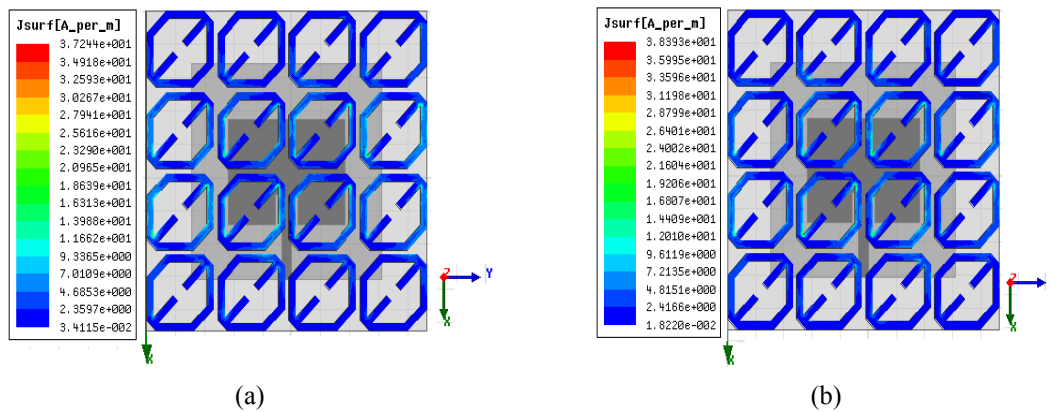 Jsurf[A_per_m]
3.7244e+001
3.4918e+001
3.2593e+001
3.0267e+001
2.7941e+001
2.5616e+001
2.3290e+001
2.0965e+001
1.8639e+001
1.6313e+001
1.3988e+001
1.1662e+001
9.3365e+000
7.0109e+000
4.6853e+000
2.3597e+000
3.4115e-002
Z
Y
X
X
(a)
Jsurf[A_per_m]
3.8393e+001
3.5995e+001
3.3596e+001
3.1198e+001
2.8799e+001
2.6401e+001
2.4002e+001
2.1604e+001
1.9206e+001
1.6807e+001
1.4409e+001
1.2010e+001
9.6119e+000
7.2135e+000
4.8151e+000
2.4166e+000
1.8220e-002
Z
X
X
(b)